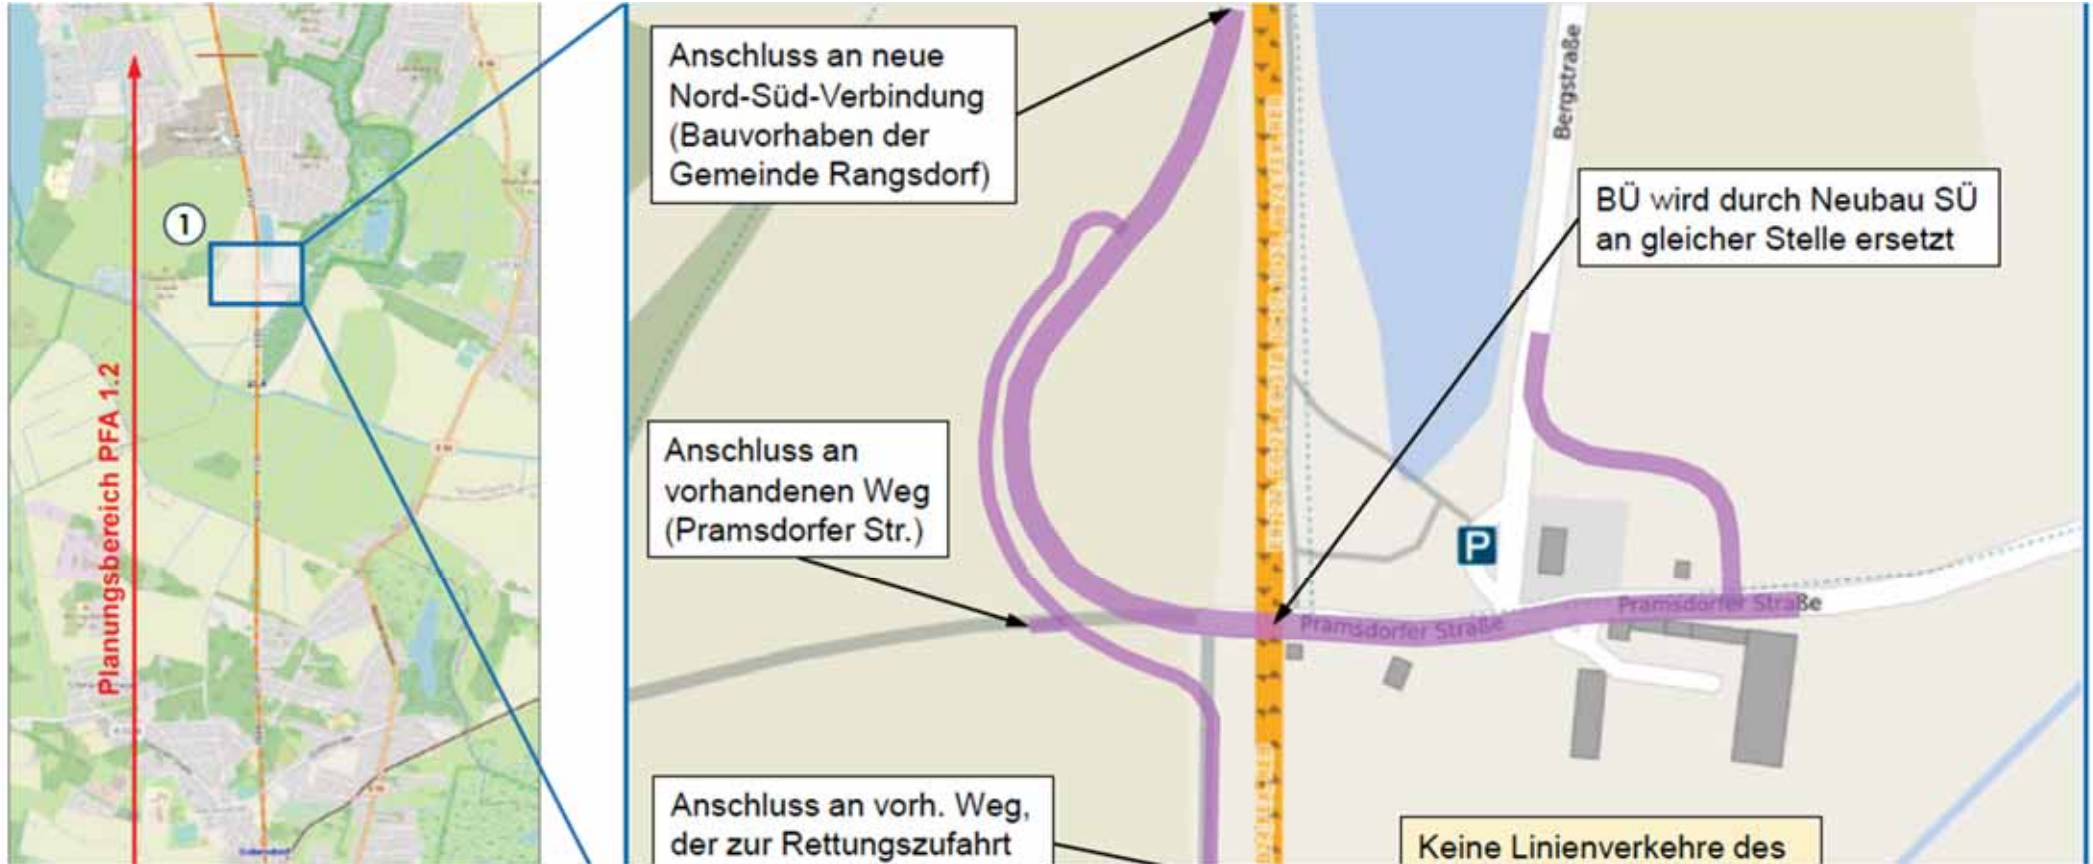 Planungsbereich PFA 1.2
1
Anschluss an neue
Nord-Süd-Verbindung
(Bauvorhaben der
Gemeinde Rangsdorf)
Bergstraße
BÜ wird durch Neubau SÜ
an gleicher Stelle ersetzt
Anschluss an
vorhandenen Weg
(Pramsdorfer Str.)
P
Pramsdorfer Straße
Pramsdorfer Straße
Anschluss an vorh. Weg,
der zur Rettungszufahrt
Keine Linienverkehre des